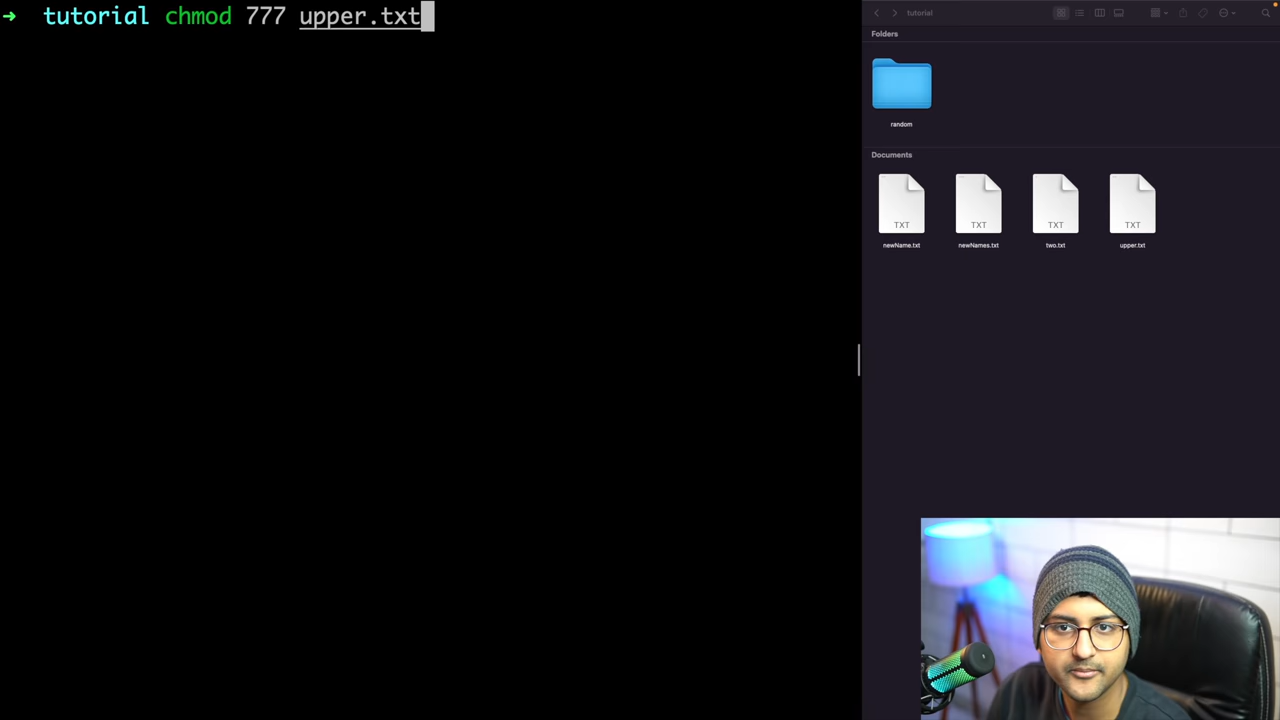 ➜ tutorial chmod 777 upper.txt
tutorial
Folders
random
Documents
TXT TXT TXT TXT
newName.txt newNames.txt two.txt upper.txt